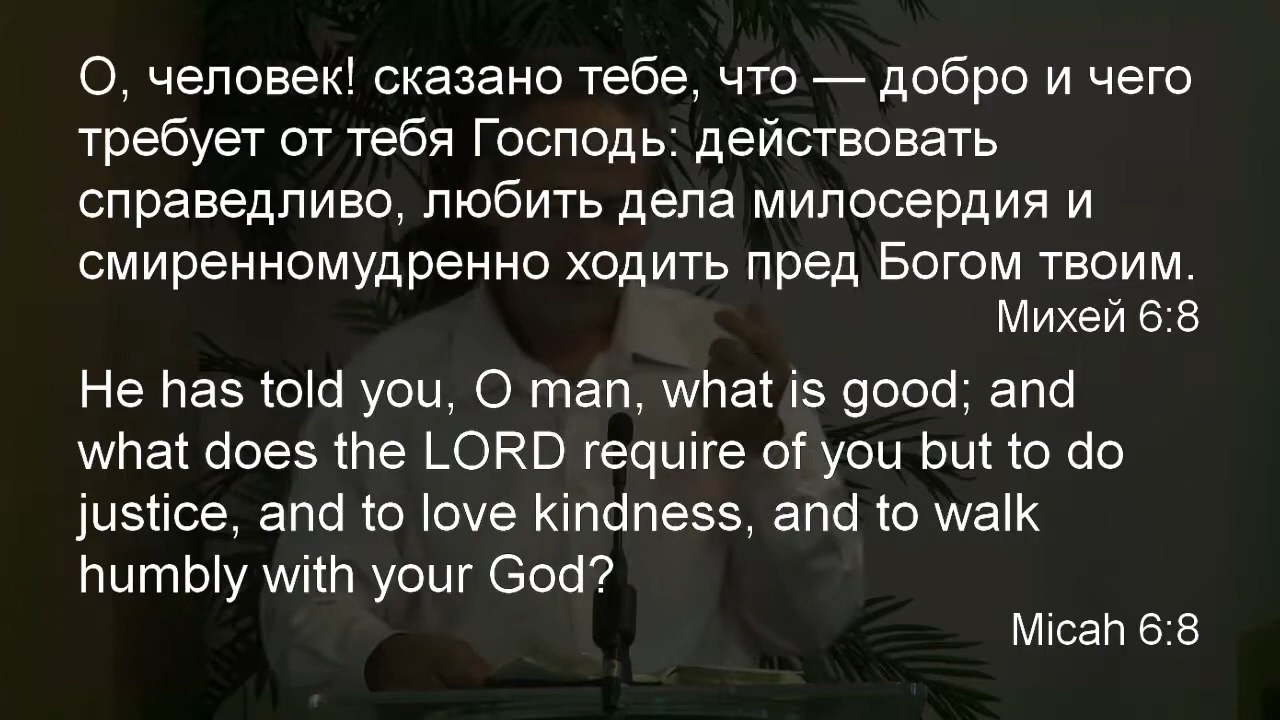 О, человек! сказано тебе, что — добро и чего
требует от тебя Господь: действовать
справедливо, любить дела милосердия и
смиренномудренно ходить пред Богом твоим.
Михей 6:8
He has told you, O man, what is good; and
what does the LORD require of you but to do
justice, and to love kindness, and to walk
humbly with your God?
Micah 6:8